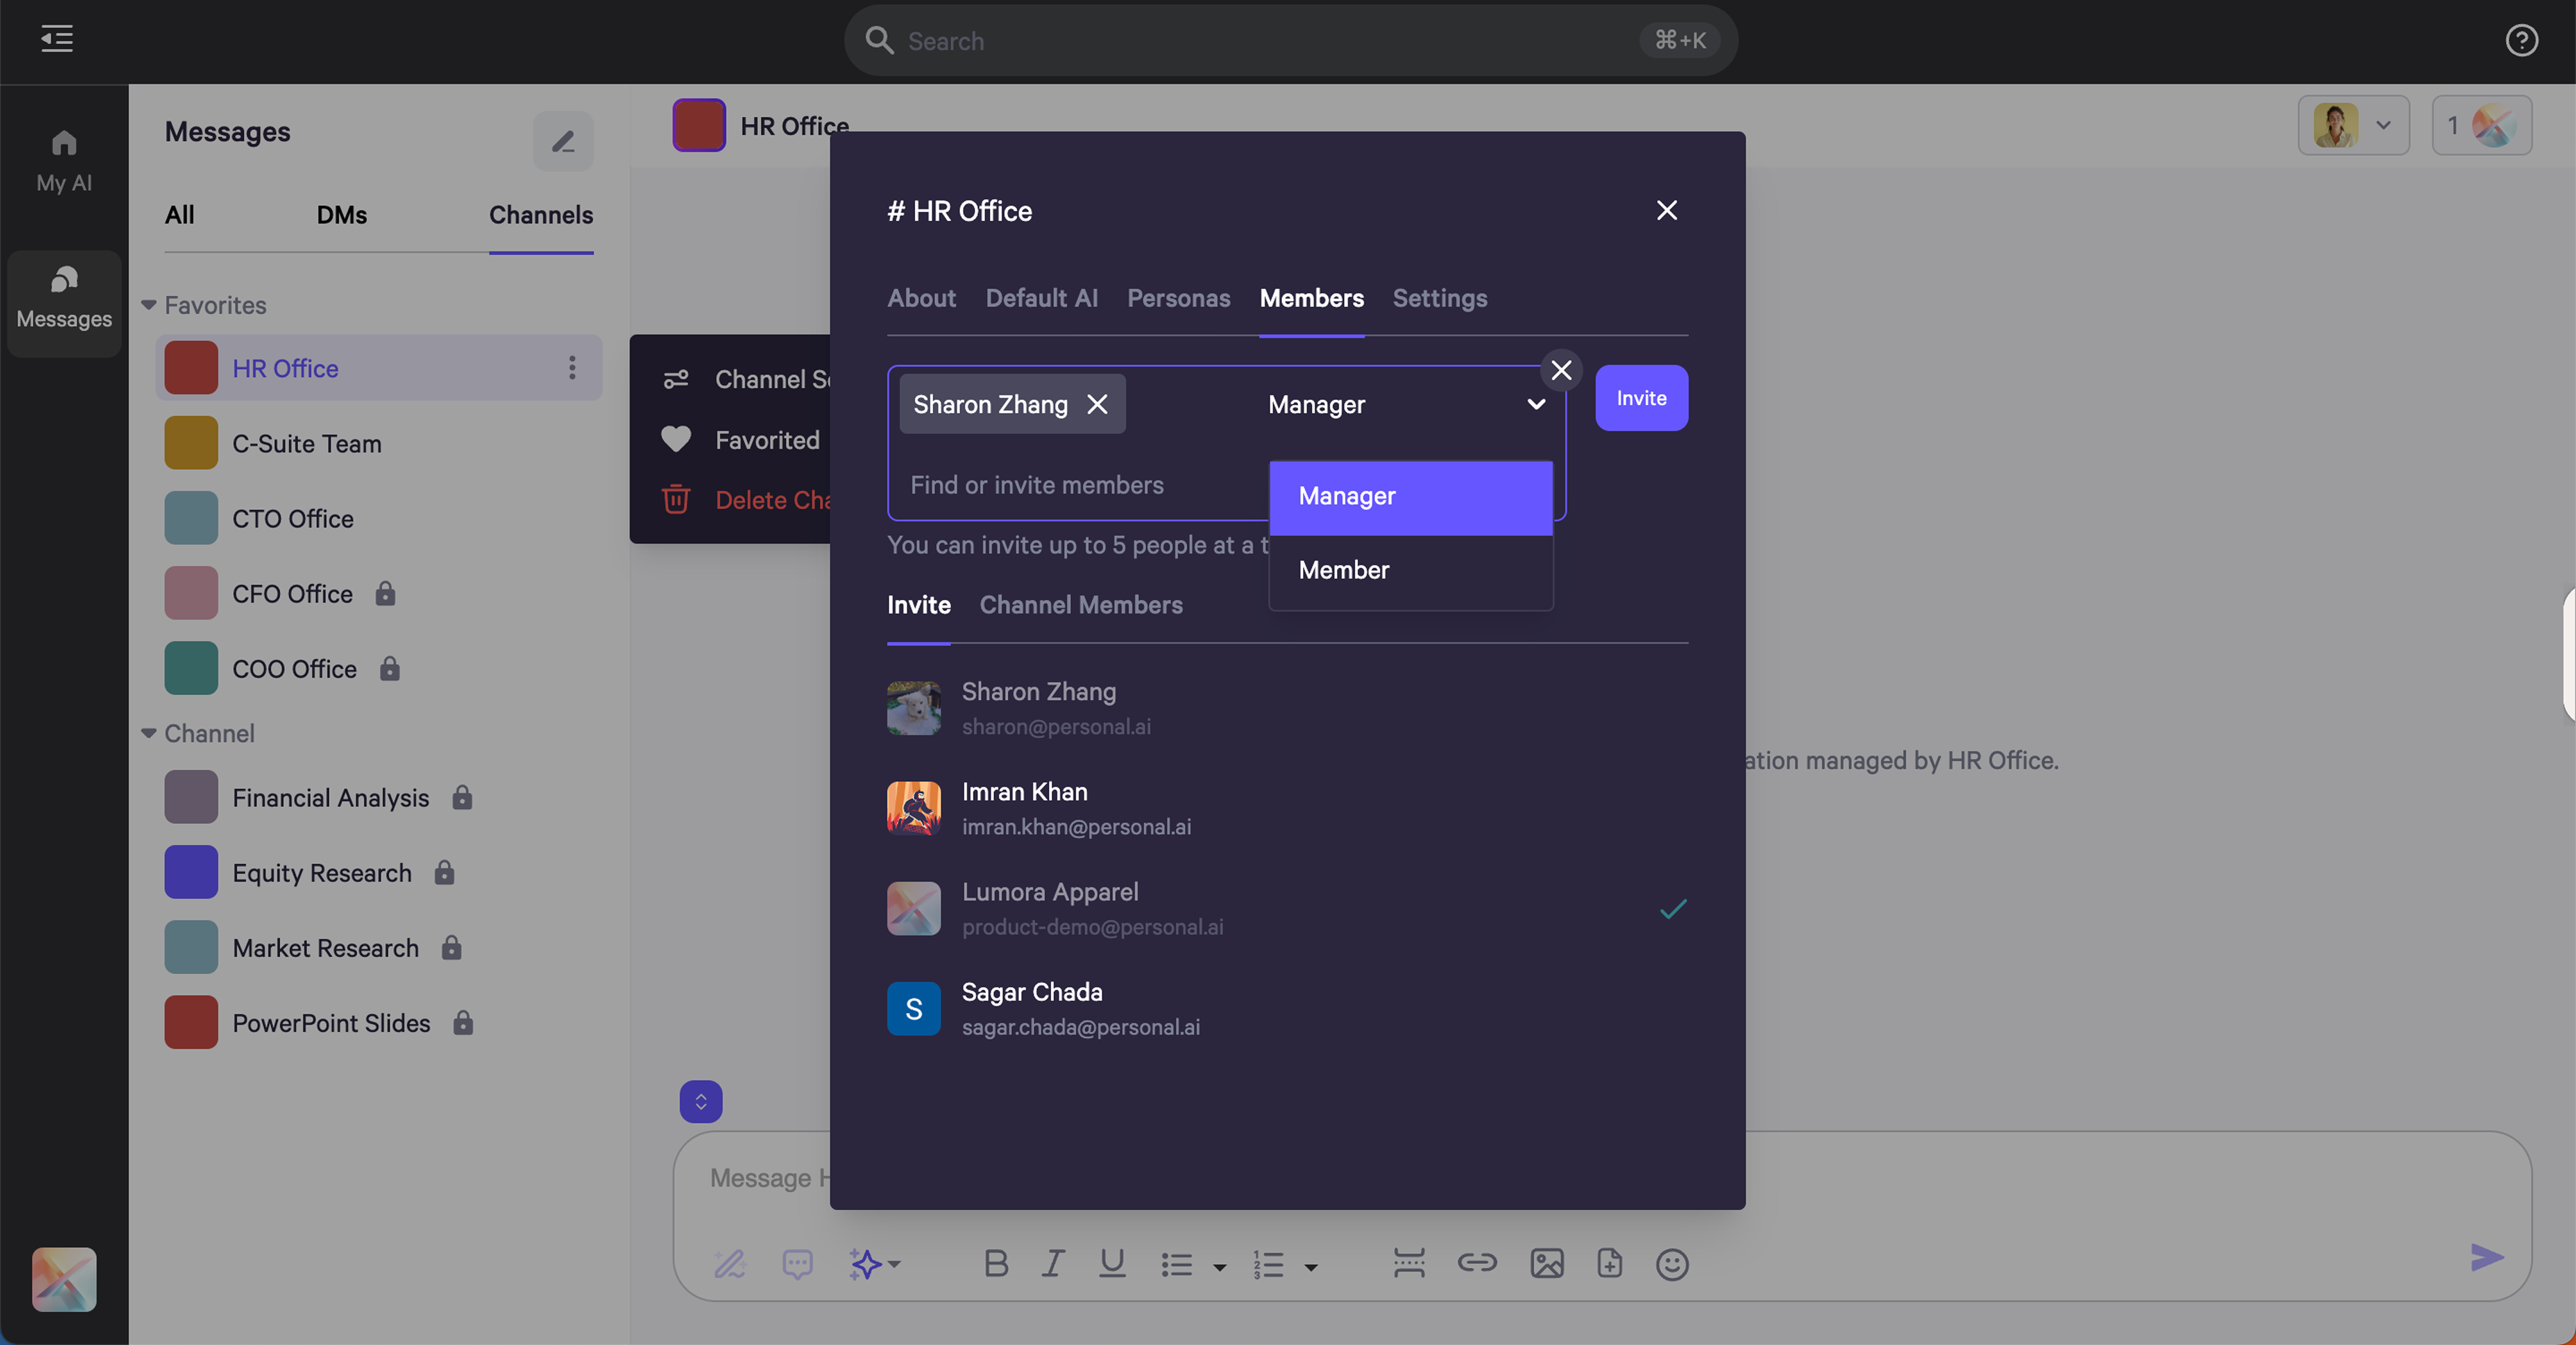 Search
⌘+K
My AI
Messages
Messages
All
DMs
Channels
Favorites
HR Office
C-Suite Team
CTO Office
CFO Office
COO Office
Channel
Financial Analysis
Equity Research
Market Research
PowerPoint Slides
HR Office
1
Channel
Favorited
Delete
# HR Office
About
Default AI
Personas
Members
Settings
Sharon Zhang
Manager
Invite
Find or invite members
Manager
Member
You can invite up to 5 people at a
Invite
Channel Members
Sharon Zhang
sharon@personal.ai
Imran Khan
imran.khan@personal.ai
Lumora Apparel
product-demo@personal.ai
S
Sagar Chada
sagar.chada@personal.ai
managed by HR Office.
Message
B
I
U